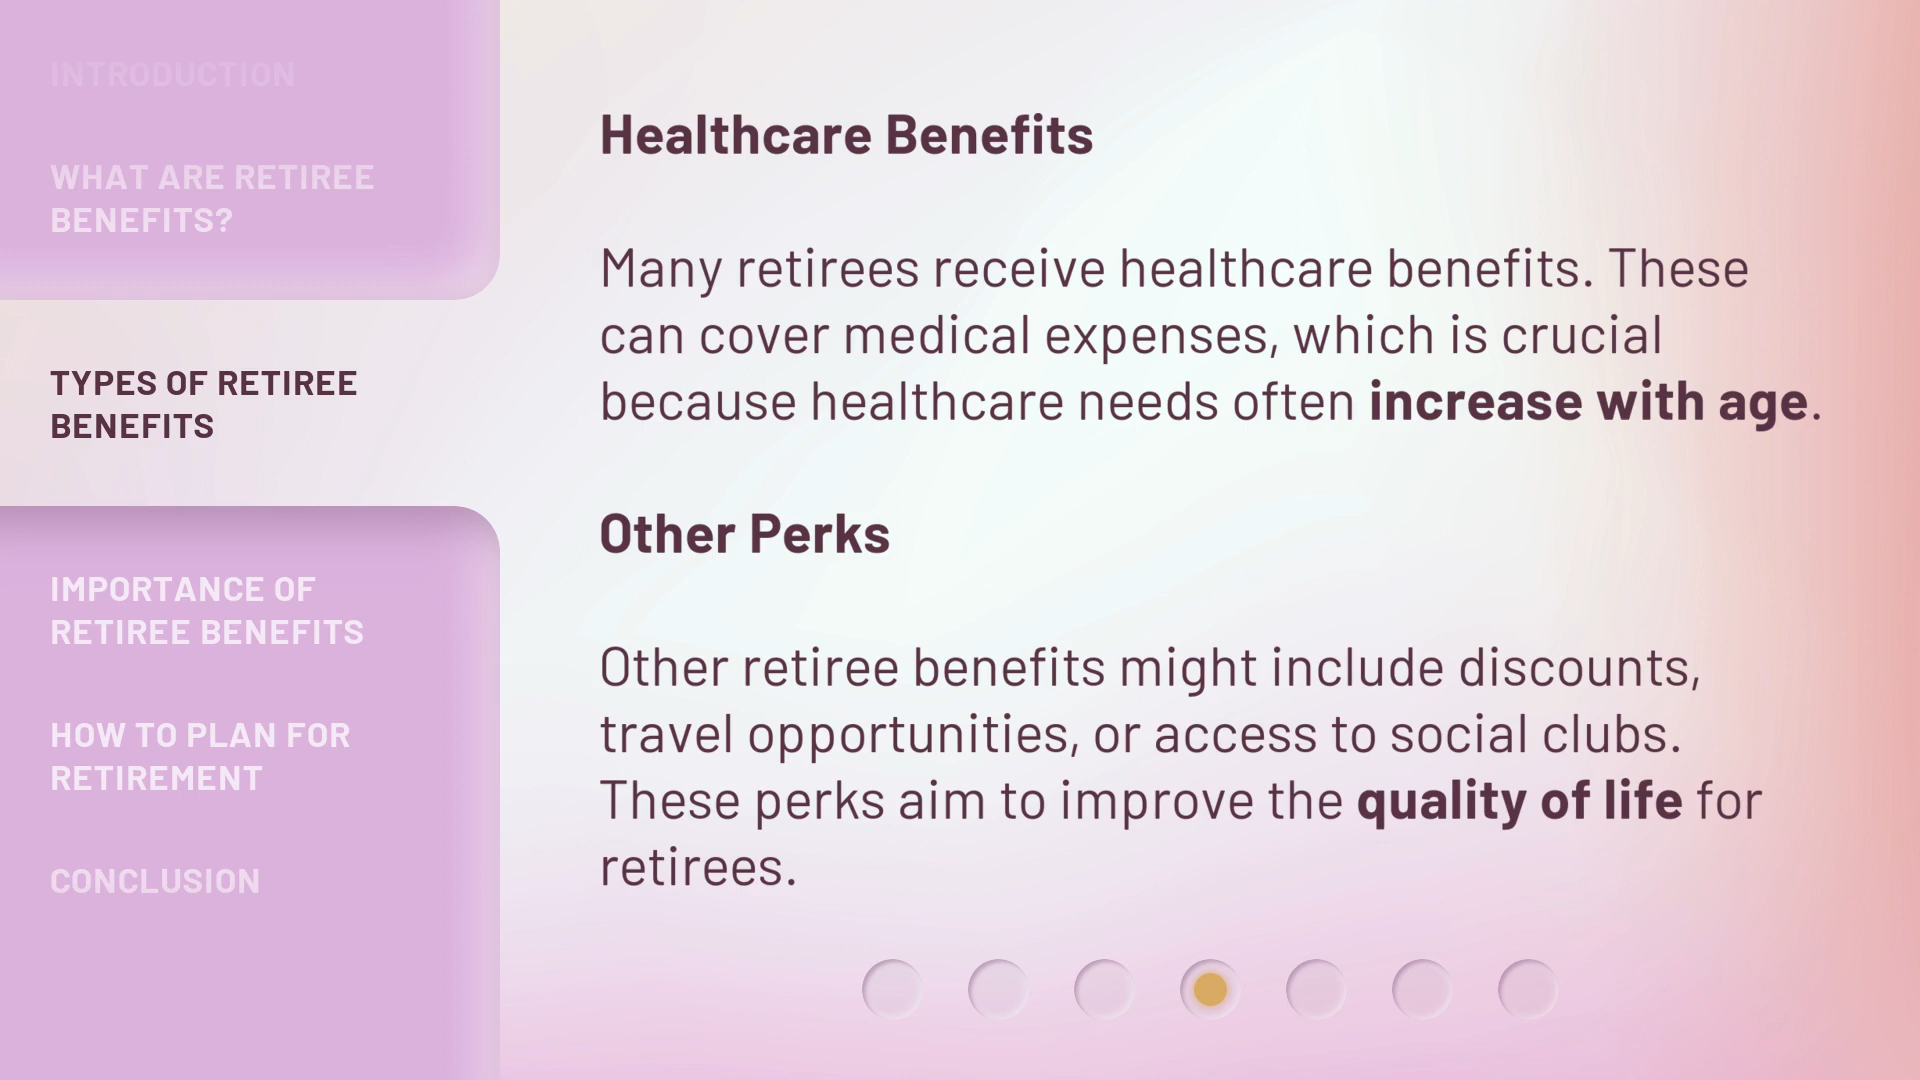 INTRODUCTION
WHAT ARE RETIREE
BENEFITS?
TYPES OF RETIREE
BENEFITS
IMPORTANCE OF
RETIREE BENEFITS
HOW TO PLAN FOR
RETIREMENT
CONCLUSION
Healthcare Benefits
Many retirees receive healthcare benefits. These
can cover medical expenses, which is crucial
because healthcare needs often increase with age.
Other Perks
Other retiree benefits might include discounts,
travel opportunities, or access to social clubs.
These perks aim to improve the quality of life for
retirees.